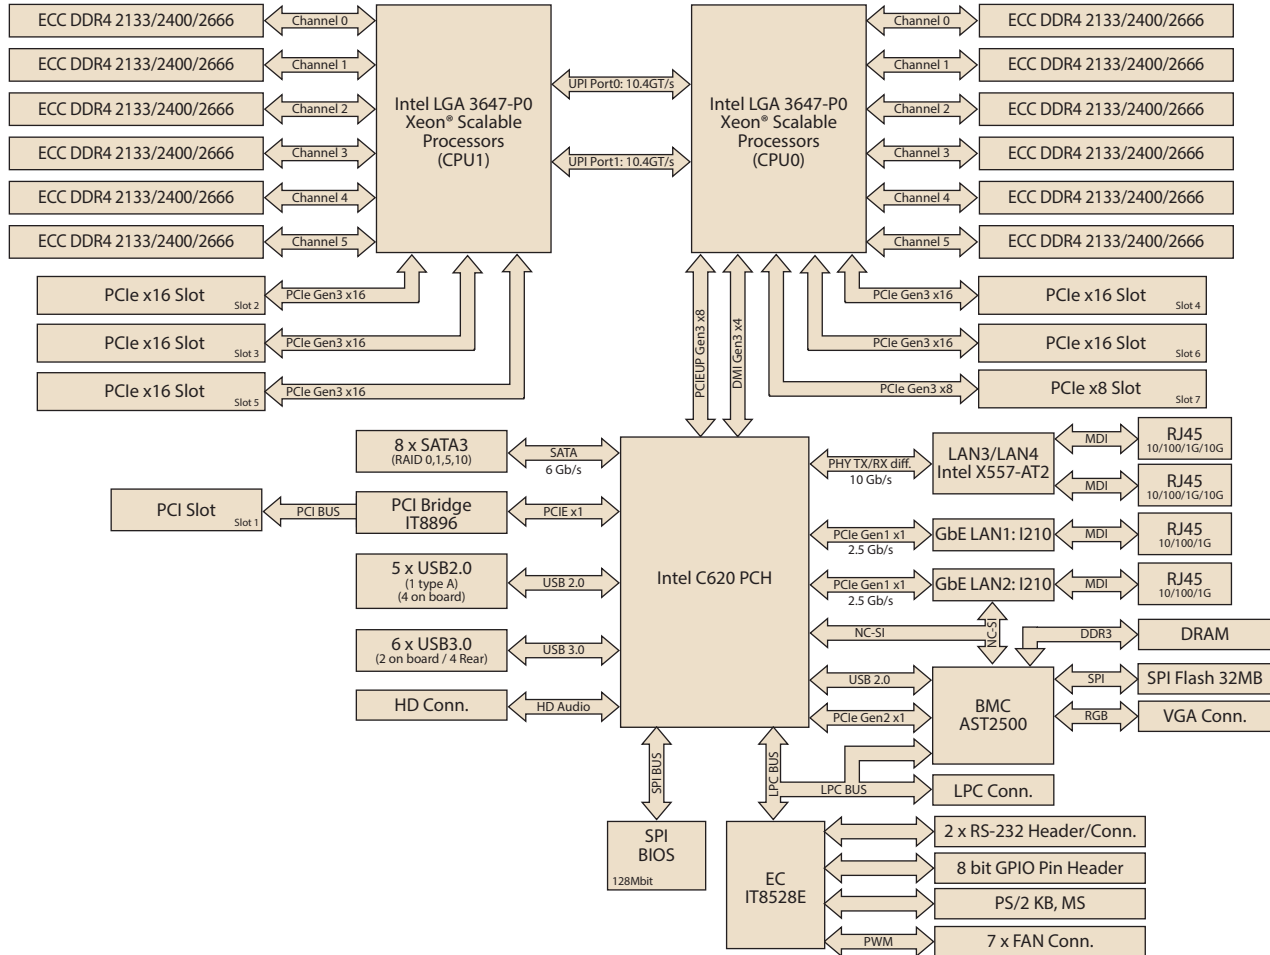 ECC DDR4 2133/2400/2666
Channel 0
ECC DDR4 2133/2400/2666
Channel 1
ECC DDR4 2133/2400/2666
Channel 2
ECC DDR4 2133/2400/2666
Channel 3
ECC DDR4 2133/2400/2666
Channel 4
ECC DDR4 2133/2400/2666
Channel 5
Intel LGA 3647-P0
Xeon® Scalable
Processors
(CPU1)
UPI Port0: 10.4GT/s
UPI Port1: 10.4GT/s
Intel LGA 3647-P0
Xeon® Scalable
Processors
(CPU0)
Channel 0
ECC DDR4 2133/2400/2666
Channel 1
ECC DDR4 2133/2400/2666
Channel 2
ECC DDR4 2133/2400/2666
Channel 3
ECC DDR4 2133/2400/2666
Channel 4
ECC DDR4 2133/2400/2666
Channel 5
ECC DDR4 2133/2400/2666
PCIe x16 Slot
Slot 2
PCIe Gen3 x16
PCIe x16 Slot
Slot 3
PCIe Gen3 x16
PCIe x16 Slot
Slot 5
PCIe Gen3 x16
PCIEUP Gen3 x8
DMI Gen3 x4
PCIe Gen3 x16
PCIe x16 Slot
Slot 4
PCIe Gen3 x16
PCIe x16 Slot
Slot 6
PCIe Gen3 x8
PCIe x8 Slot
Slot 7
8 x SATA3
(RAID 0,1,5,10)
SATA
6 Gb/s
PCI Slot
Slot 1
PCI BUS
PCI Bridge
IT8896
PCIE x1
5 x USB2.0
(1 type A)
(4 on board)
USB 2.0
6 x USB3.0
(2 on board / 4 Rear)
USB 3.0
HD Conn.
HD Audio
Intel C620 PCH
PHY TX/RX diff.
10 Gb/s
LAN3/LAN4
Intel X557-AT2
MDI
RJ45
10/100/1G/10G
MDI
RJ45
10/100/1G/10G
PCIe Gen1 x1
2.5 Gb/s
GbE LAN1: I210
MDI
RJ45
10/100/1G
PCIe Gen1 x1
2.5 Gb/s
GbE LAN2: I210
MDI
RJ45
10/100/1G
NC-SI
NC-SI
DDR3
DRAM
USB 2.0
PCIe Gen2 x1
BMC
AST2500
SPI
SPI Flash 32MB
RGB
VGA Conn.
SPI BUS
LPC BUS
LPC BUS
LPC Conn.
SPI
BIOS
128Mbit
EC
IT8528E
2 x RS-232 Header/Conn.
8 bit GPIO Pin Header
PS/2 KB, MS
PWM
7 x FAN Conn.